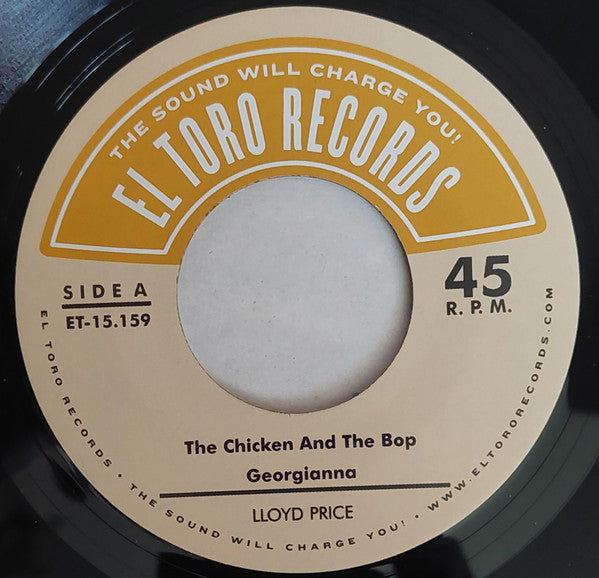 THE SOUND WILL CHARGE YOU!
EL TORO RECORDS
SIDE A
ET-15.159
45
R. P. M.
The Chicken And The Bop
Georgianna
LLOYD PRICE
EL TORO RECORDS • THE SOUND WILL CHARGE YOU! • WWW.ELTORORECORDS.COM